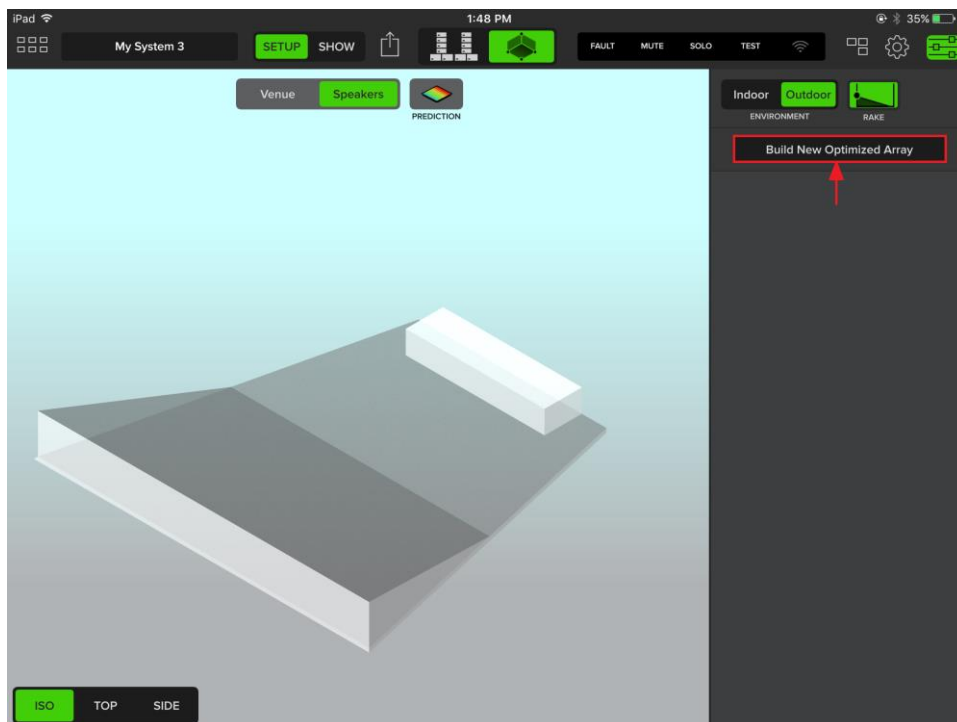 iPad 1:48 PM 35%
My System 3 SETUP SHOW FAULT MUTE SOLO TEST
Venue Speakers
PREDICTION
Indoor Outdoor
ENVIRONMENT RAKE
Build New Optimized Array
ISO TOP SIDE